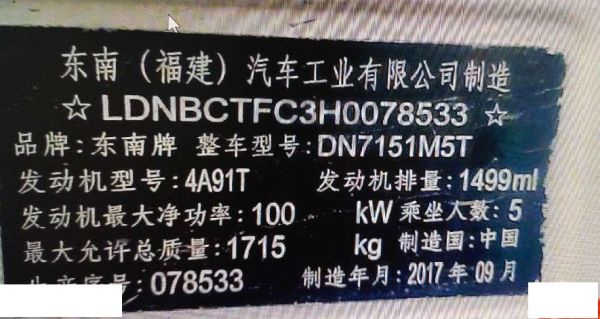 东南（福建）汽车工业有限公司制造
☆ LDNBCTFC3H0078533 ☆
品牌:东南牌 整车型号:DN7151M5T
发动机型号:4A91T 发动机排量:1499ml
发动机最大净功率:100 kW 乘坐人数:5
最大允许总质量:1715 kg 制造国:中国
生产序号:078533 制造年月:2017年09月